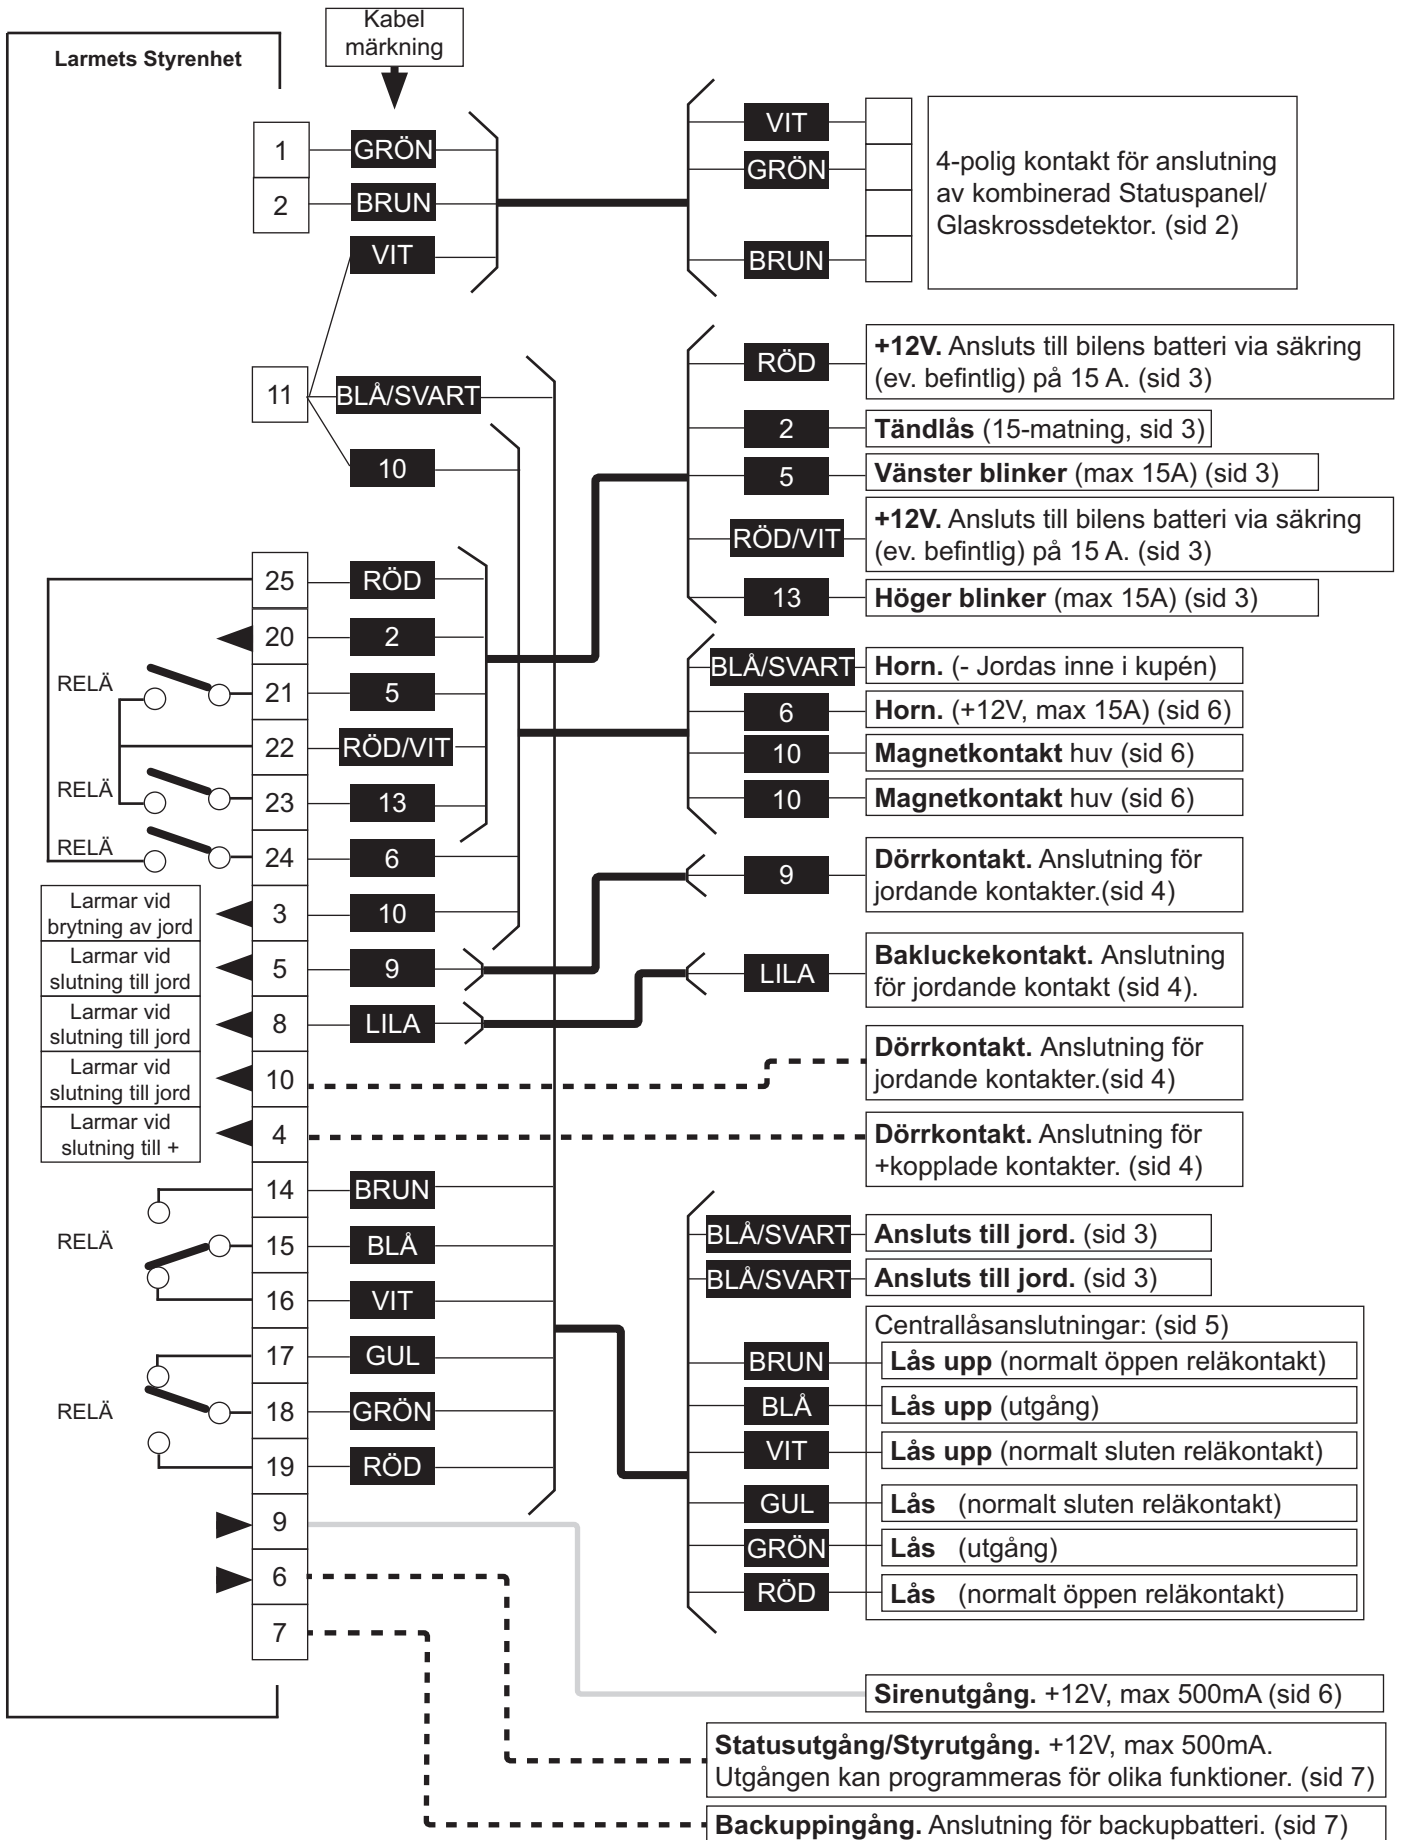 Kabel
märkning
Larmets Styrenhet
1
GRÖN
2
BRUN
VIT
11
BLÅ/SVART
10
VIT
GRÖN
BRUN
4-polig kontakt för anslutning
av kombinerad Statuspanel/
Glaskrossdetektor. (sid 2)
RÖD
+12V. Ansluts till bilens batteri via säkring
(ev. befintlig) på 15 A. (sid 3)
2
Tändlås (15-matning, sid 3)
5
Vänster blinker (max 15A) (sid 3)
RÖD/VIT
+12V. Ansluts till bilens batteri via säkring
(ev. befintlig) på 15 A. (sid 3)
13
Höger blinker (max 15A) (sid 3)
25
RÖD
20
2
RELÄ
21
5
22
RÖD/VIT
RELÄ
23
13
RELÄ
24
6
Larmar vid
brytning av jord
3
10
Larmar vid
slutning till jord
5
9
Larmar vid
slutning till jord
8
LILA
Larmar vid
slutning till jord
10
Larmar vid
slutning till +
4
BLÅ/SVART
Horn. (- Jordas inne i kupén)
6
Horn. (+12V, max 15A) (sid 6)
10
Magnetkontakt huv (sid 6)
10
Magnetkontakt huv (sid 6)
9
Dörrkontakt. Anslutning för
jordande kontakter.(sid 4)
LILA
Bakluckekontakt. Anslutning
för jordande kontakt (sid 4).
Dörrkontakt. Anslutning för
jordande kontakter.(sid 4)
Dörrkontakt. Anslutning för
+kopplade kontakter. (sid 4)
14
BRUN
RELÄ
15
BLÅ
16
VIT
17
GUL
RELÄ
18
GRÖN
19
RÖD
9
6
7
BLÅ/SVART
Ansluts till jord. (sid 3)
BLÅ/SVART
Ansluts till jord. (sid 3)
Centrallåsanslutningar: (sid 5)
BRUN
Lås upp (normalt öppen reläkontakt)
BLÅ
Lås upp (utgång)
VIT
Lås upp (normalt sluten reläkontakt)
GUL
Lås (normalt sluten reläkontakt)
GRÖN
Lås (utgång)
RÖD
Lås (normalt öppen reläkontakt)
Sirenutgång. +12V, max 500mA (sid 6)
Statusutgång/Styrutgång. +12V, max 500mA.
Utgången kan programmeras för olika funktioner. (sid 7)
Backuppingång. Anslutning för backupbatteri. (sid 7)